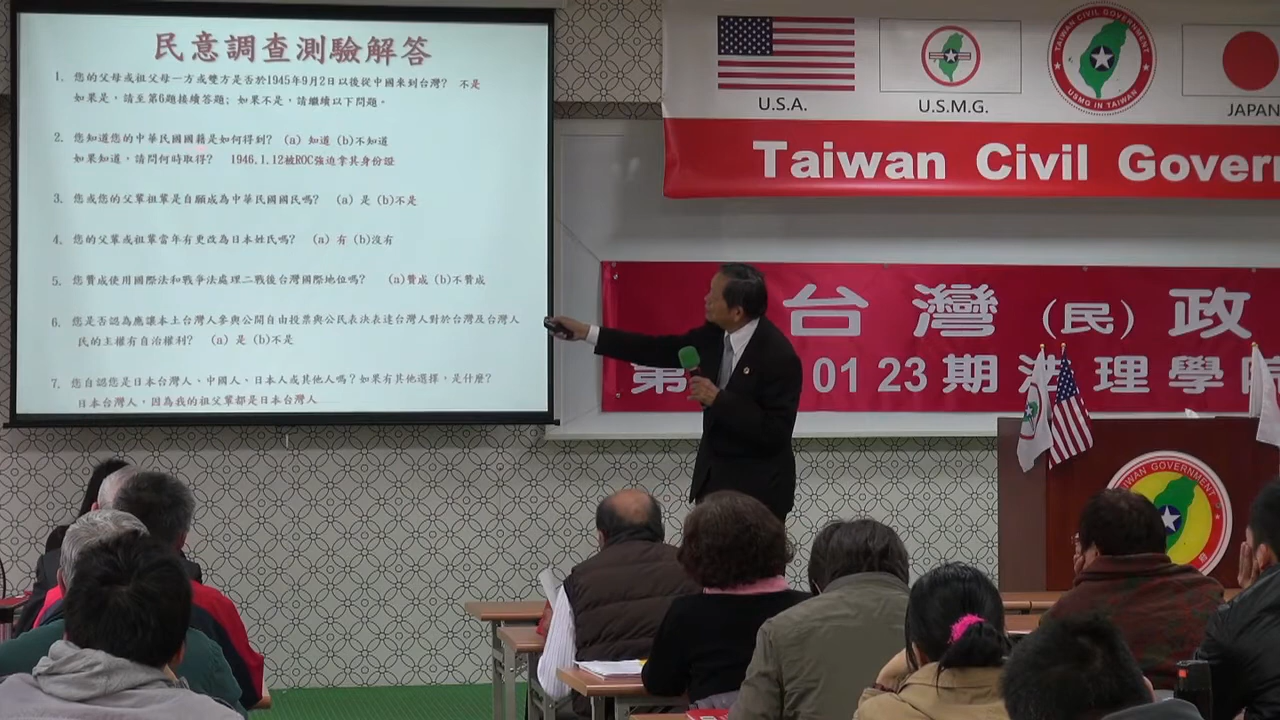 民意調查測驗解答
1. 您的父母或祖父母一方或雙方是否於1945年9月2日以後從中國來到台灣? 不是
如果是,請至第6題接續答題;如果不是,請繼續以下問題。
2. 您知道您的中華民國國籍是如何得到? (a) 知道 (b)不知道
如果知道,請問何時取得? 1946.1.12被ROC強迫拿其身份證
3. 您或您的父輩祖輩是自願成為中華民國國民嗎? (a) 是 (b)不是
4. 您的父輩或祖輩當年有更改為日本姓氏嗎? (a) 有 (b)沒有
5. 您贊成使用國際法和戰爭法處理二戰後台灣國際地位嗎? (a)贊成 (b)不贊成
6. 您是否認為應讓本土台灣人參與公開自由投票與公民表決表達台灣人對於台灣及台灣人
民的主權有自治權利? (a) 是 (b)不是
7. 您自認您是日本台灣人、中國人、日本人或其他人嗎?如果有其他選擇,是什麼?
日本台灣人,因為我的祖父輩都是日本台灣人
U.S.A.
U.S.M.G.
TAIWAN CIVIL GOVERNMENT
USMG IN TAIWAN
JAPAN
Taiwan Civil Govern
台灣(民)政
第 01 23期法理學院
TAIWAN GOVERNMENT